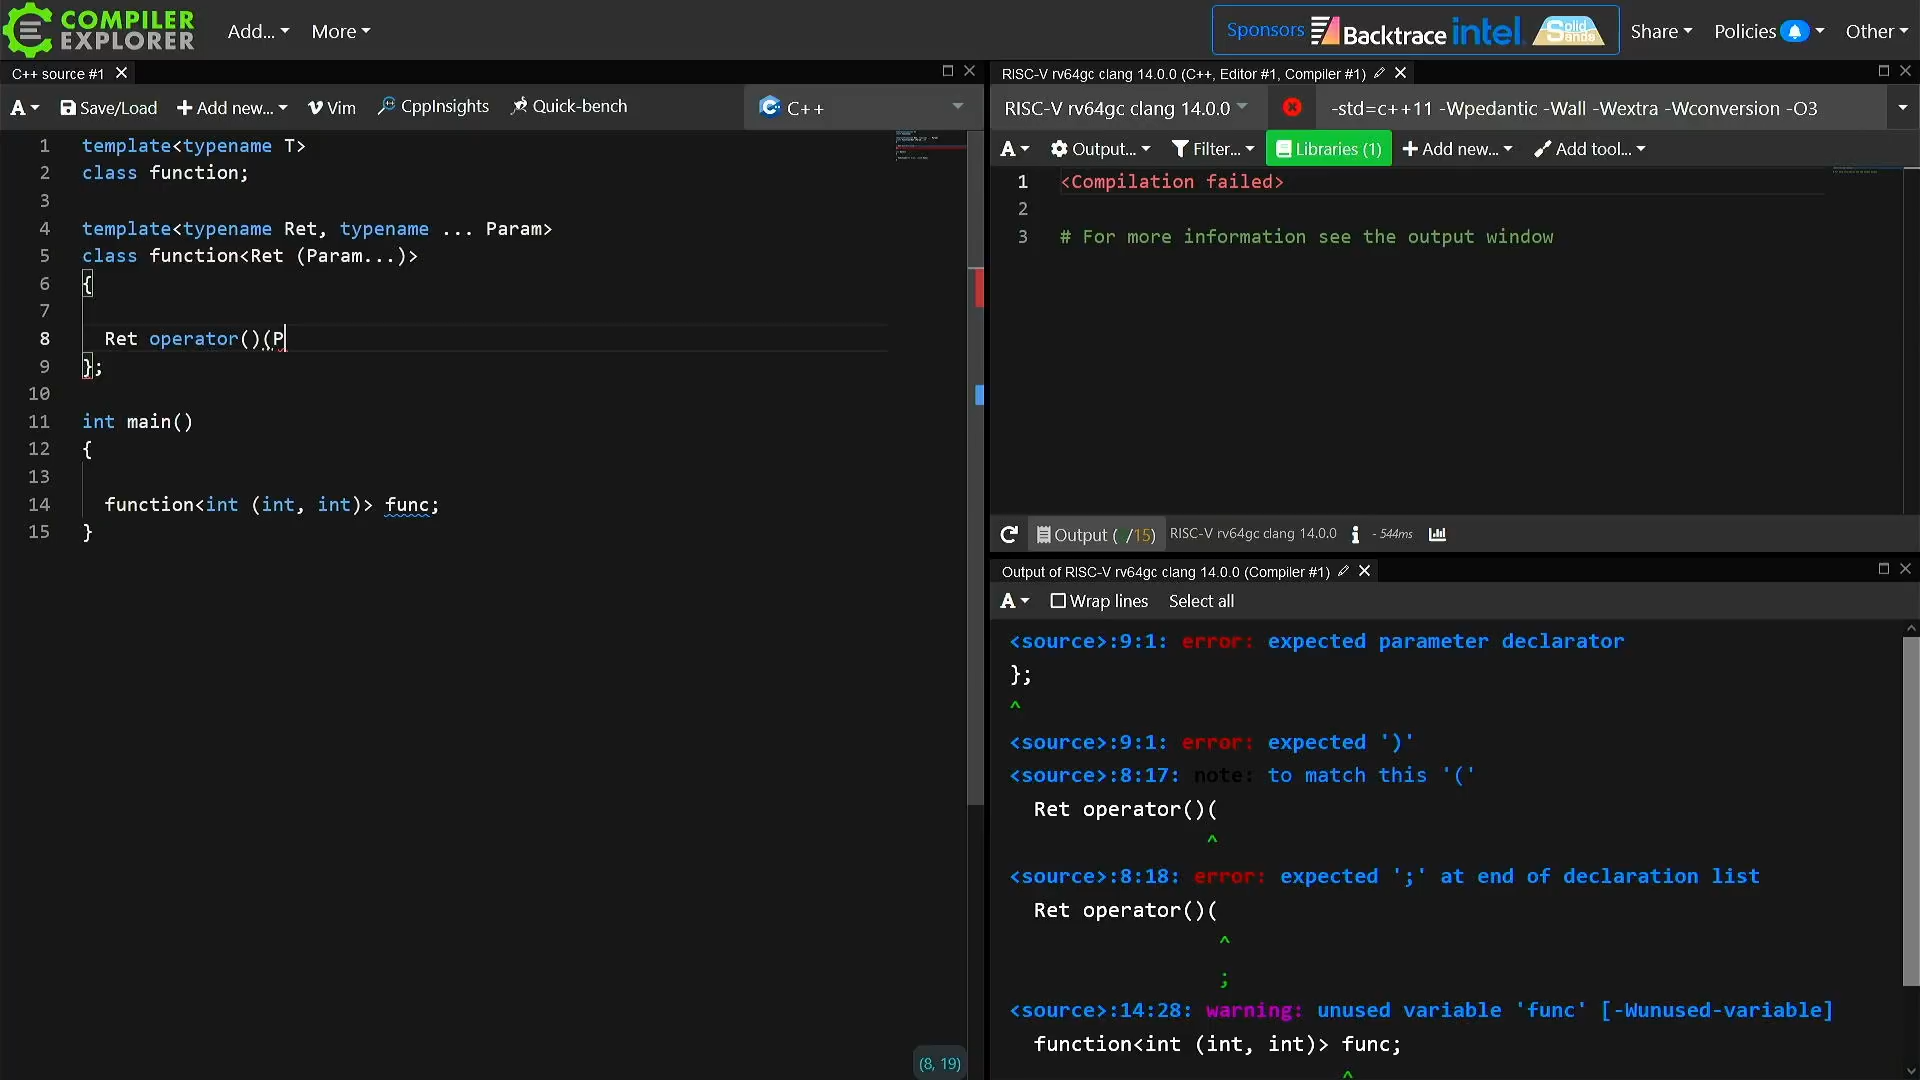 COMPILER EXPLORER
Add... More
Sponsors Backtrace intel Solid Sands
Share Policies Other
C++ source #1
A Save/Load + Add new... Vim CppInsights Quick-bench C++
1 template<typename T>
2 class function;
3
4 template<typename Ret, typename ... Param>
5 class function<Ret (Param...)>
6 {
7
8 Ret operator()(P
9 };
10
11 int main()
12 {
13
14 function<int (int, int)> func;
15 }
(8, 19)
RISC-V rv64gc clang 14.0.0 (C++, Editor #1, Compiler #1)
RISC-V rv64gc clang 14.0.0 -std=c++11 -Wpedantic -Wall -Wextra -Wconversion -O3
A Output... Filter... Libraries (1) + Add new... Add tool...
1 <Compilation failed>
2
3 # For more information see the output window
Output ( /15) RISC-V rv64gc clang 14.0.0 i - 544ms
Output of RISC-V rv64gc clang 14.0.0 (Compiler #1)
A Wrap lines Select all
<source>:9:1: error: expected parameter declarator
};
^
<source>:9:1: error: expected ')'
<source>:8:17: note: to match this '('
Ret operator()(
^
<source>:8:18: error: expected ';' at end of declaration list
Ret operator()(
^
;
<source>:14:28: warning: unused variable 'func' [-Wunused-variable]
function<int (int, int)> func;
^